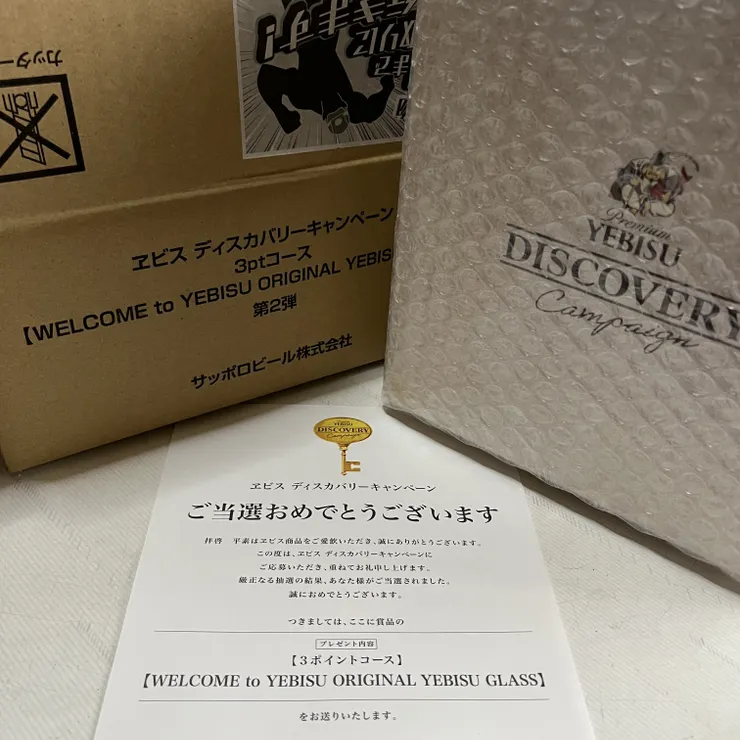 カッター
ヱビス ディスカバリーキャンペーン
3ptコース
【WELCOME to YEBISU ORIGINAL
第2弾
サッポロビール株式会社
Premium
YEBISU
DISCOVERY
Campaign
YEBISU
DISCOVERY
Campaign
ヱビス ディスカバリーキャンペーン
ご当選おめでとうございます
拝啓 平素はヱビス商品をご愛飲いただき、誠にありがとうございます。
この度は、ヱビス ディスカバリーキャンペーンに
ご応募いただき、重ねてお礼申し上げます。
厳正なる抽選の結果、あなた様がご当選されました。
誠におめでとうございます。
つきましては、ここに賞品の
プレゼント内容
【3ポイントコース】
【WELCOME to YEBISU ORIGINAL YEBISU GLASS】
をお送りいたします。